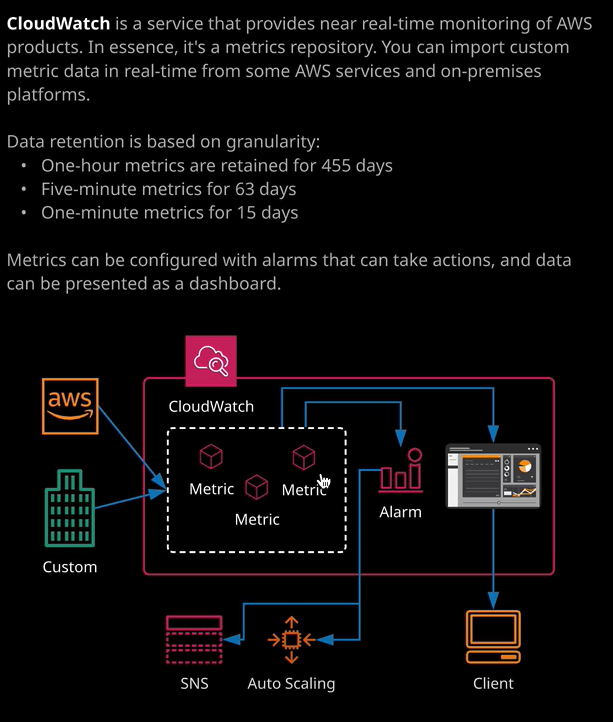 CloudWatch is a service that provides near real-time monitoring of AWS
products. In essence, it's a metrics repository. You can import custom
metric data in real-time from some AWS services and on-premises
platforms.
Data retention is based on granularity:
• One-hour metrics are retained for 455 days
• Five-minute metrics for 63 days
• One-minute metrics for 15 days
Metrics can be configured with alarms that can take actions, and data
can be presented as a dashboard.
aws
CloudWatch
Metric
Metric
Metric
Alarm
Custom
SNS
Auto Scaling
Client